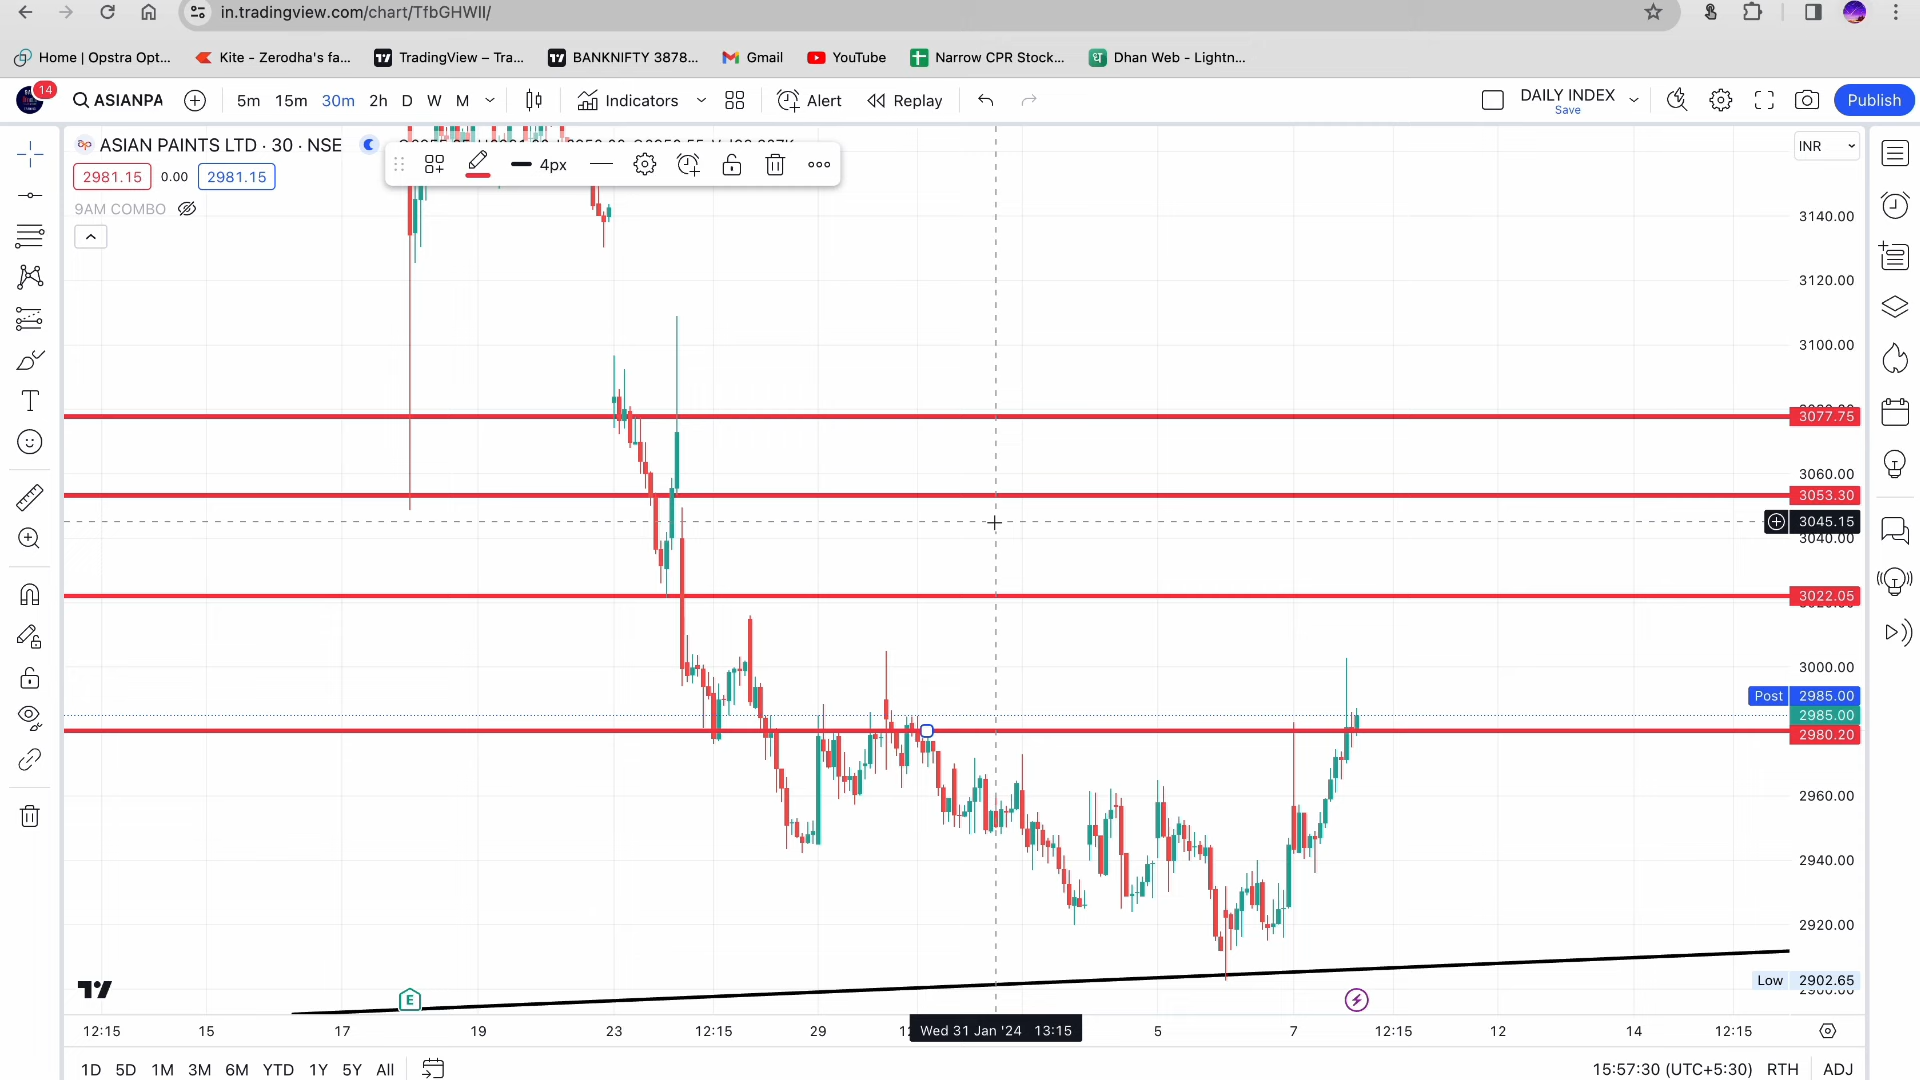 in.tradingview.com/chart/TfbGHWII/
Home | Opstra Opt... Kite - Zerodha's fa... TradingView – Tra... BANKNIFTY 3878... Gmail YouTube Narrow CPR Stock... Dhan Web - Lightn...
14 ASIANPA 5m 15m 30m 2h D W M Indicators Alert Replay DAILY INDEX Save Publish
ASIAN PAINTS LTD · 30 · NSE
INR
2981.15 0.00 2981.15
4px
9AM COMBO
3140.00
3120.00
3100.00
3077.75
3060.00
3053.30
3045.15
3040.00
3022.05
3000.00
Post 2985.00
2985.00
2980.20
2960.00
2940.00
2920.00
Low 2902.65
E
12:15 15 17 19 23 12:15 29 Wed 31 Jan '24 13:15 5 7 12:15 12 14 12:15
1D 5D 1M 3M 6M YTD 1Y 5Y All 15:57:30 (UTC+5:30) RTH ADJ